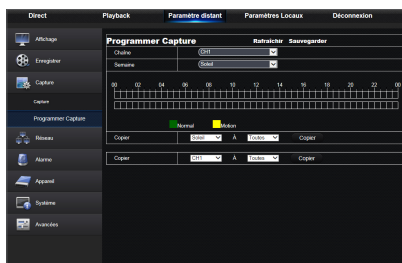 Direct Playback Paramètre distant Paramètres Locaux Déconnexion
Affichage
Enregistrer
Capture
Capture
Programmer Capture
Réseau
Alarme
Appareil
Système
Avancées
Programmer Capture Rafraichir Sauvegarder
Chaîne CH1
Semaine Soleil
00 02 04 06 08 10 12 14 16 18 20 22 00
Normal Motion
Copier Soleil À Toutes Copier
Copier CH1 À Toutes Copier